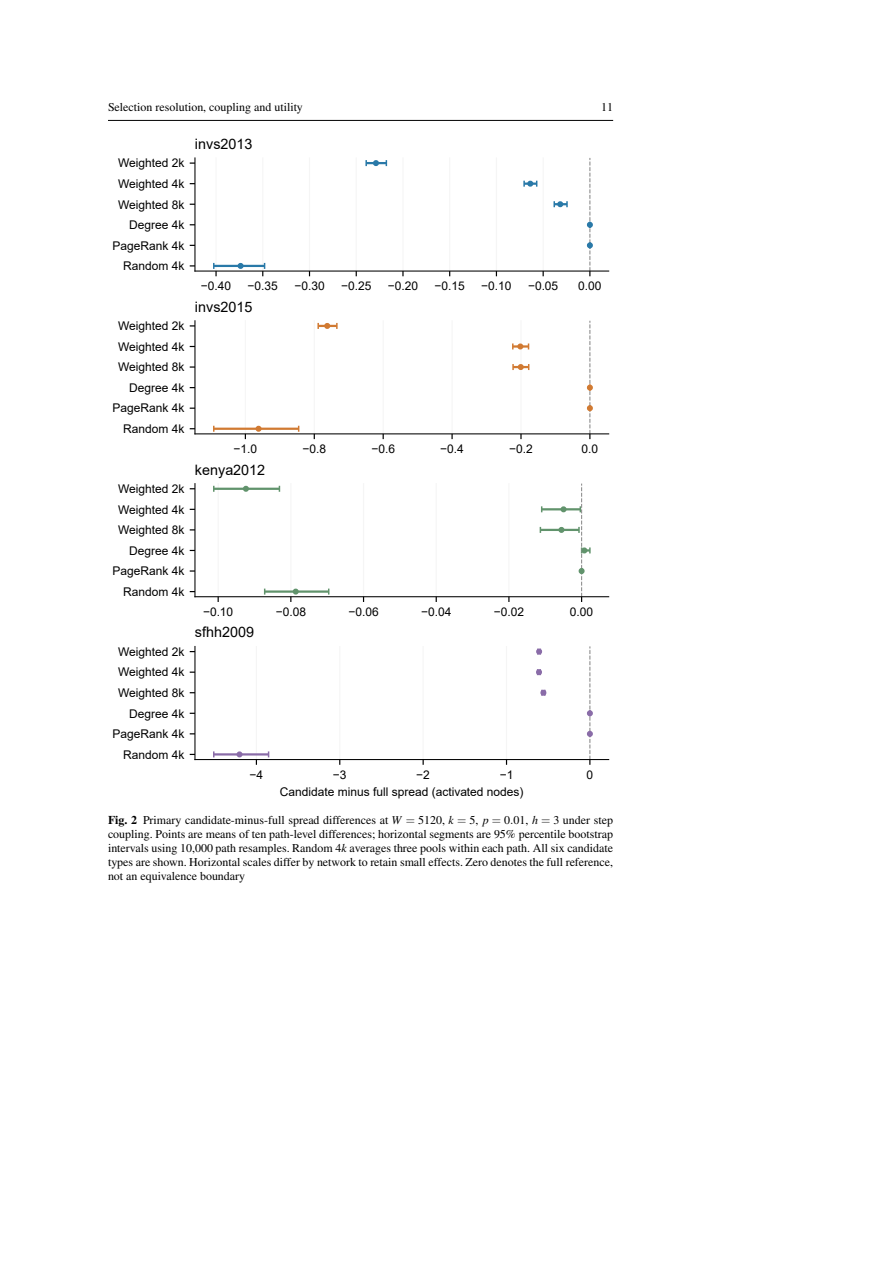 Selection resolution, coupling and utility 11
invs2013
Weighted 2k
Weighted 4k
Weighted 8k
Degree 4k
PageRank 4k
Random 4k
−0.40 −0.35 −0.30 −0.25 −0.20 −0.15 −0.10 −0.05 0.00
invs2015
Weighted 2k
Weighted 4k
Weighted 8k
Degree 4k
PageRank 4k
Random 4k
−1.0 −0.8 −0.6 −0.4 −0.2 0.0
kenya2012
Weighted 2k
Weighted 4k
Weighted 8k
Degree 4k
PageRank 4k
Random 4k
−0.10 −0.08 −0.06 −0.04 −0.02 0.00
sfhh2009
Weighted 2k
Weighted 4k
Weighted 8k
Degree 4k
PageRank 4k
Random 4k
−4 −3 −2 −1 0
Candidate minus full spread (activated nodes)
Fig. 2 Primary candidate-minus-full spread differences at W = 5120, k = 5, p = 0.01, h = 3 under step
coupling. Points are means of ten path-level differences; horizontal segments are 95% percentile bootstrap
intervals using 10,000 path resamples. Random 4k averages three pools within each path. All six candidate
types are shown. Horizontal scales differ by network to retain small effects. Zero denotes the full reference,
not an equivalence boundary